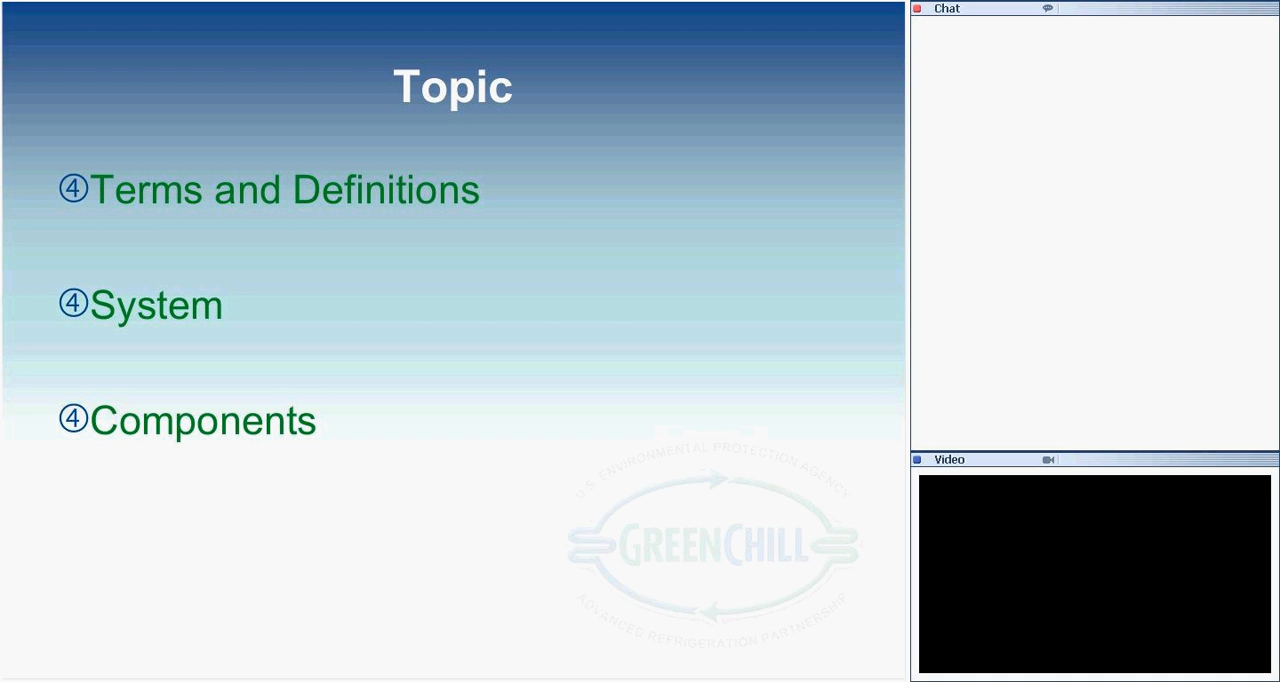 Topic
④Terms and Definitions
④System
④Components
U.S. ENVIRONMENTAL PROTECTION AGENCY
GREENCHILL
ADVANCED REFRIGERATION PARTNERSHIP
Chat
Video